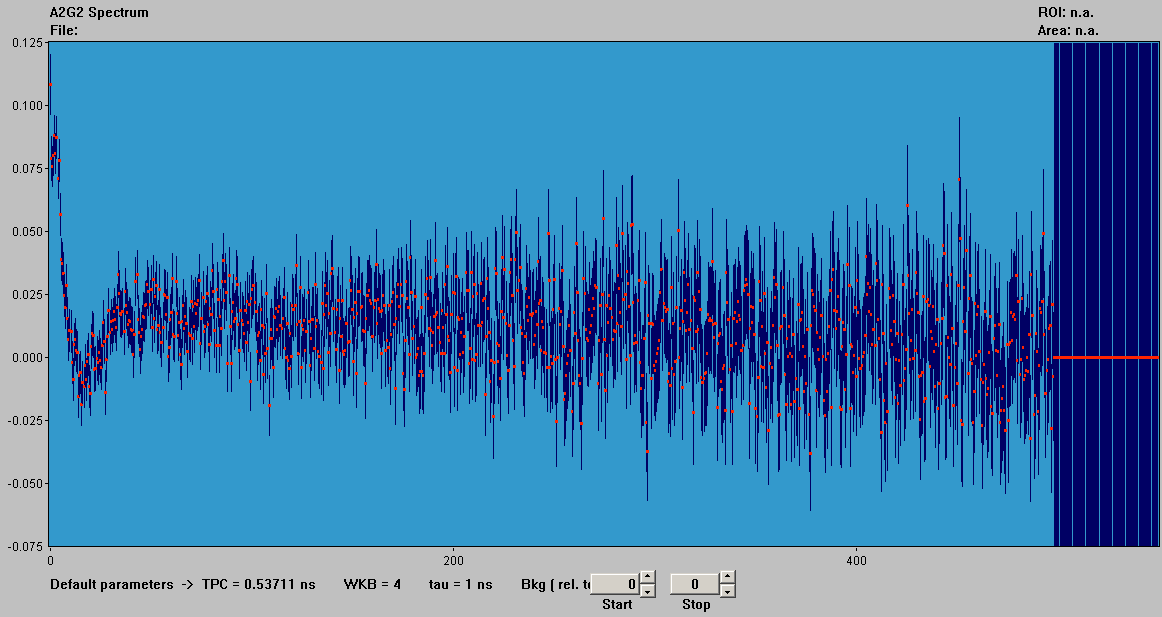 A2G2 Spectrum
ROI: n.a.
File:
Area: n.a.
0.125
0.100
0.075
0.050
0.025
0.000
-0.025
-0.050
-0.075
0 200 400
Default parameters -> TPC = 0.53711 ns WKB = 4 tau = 1 ns Bkg ( rel. t 0 0
Start Stop